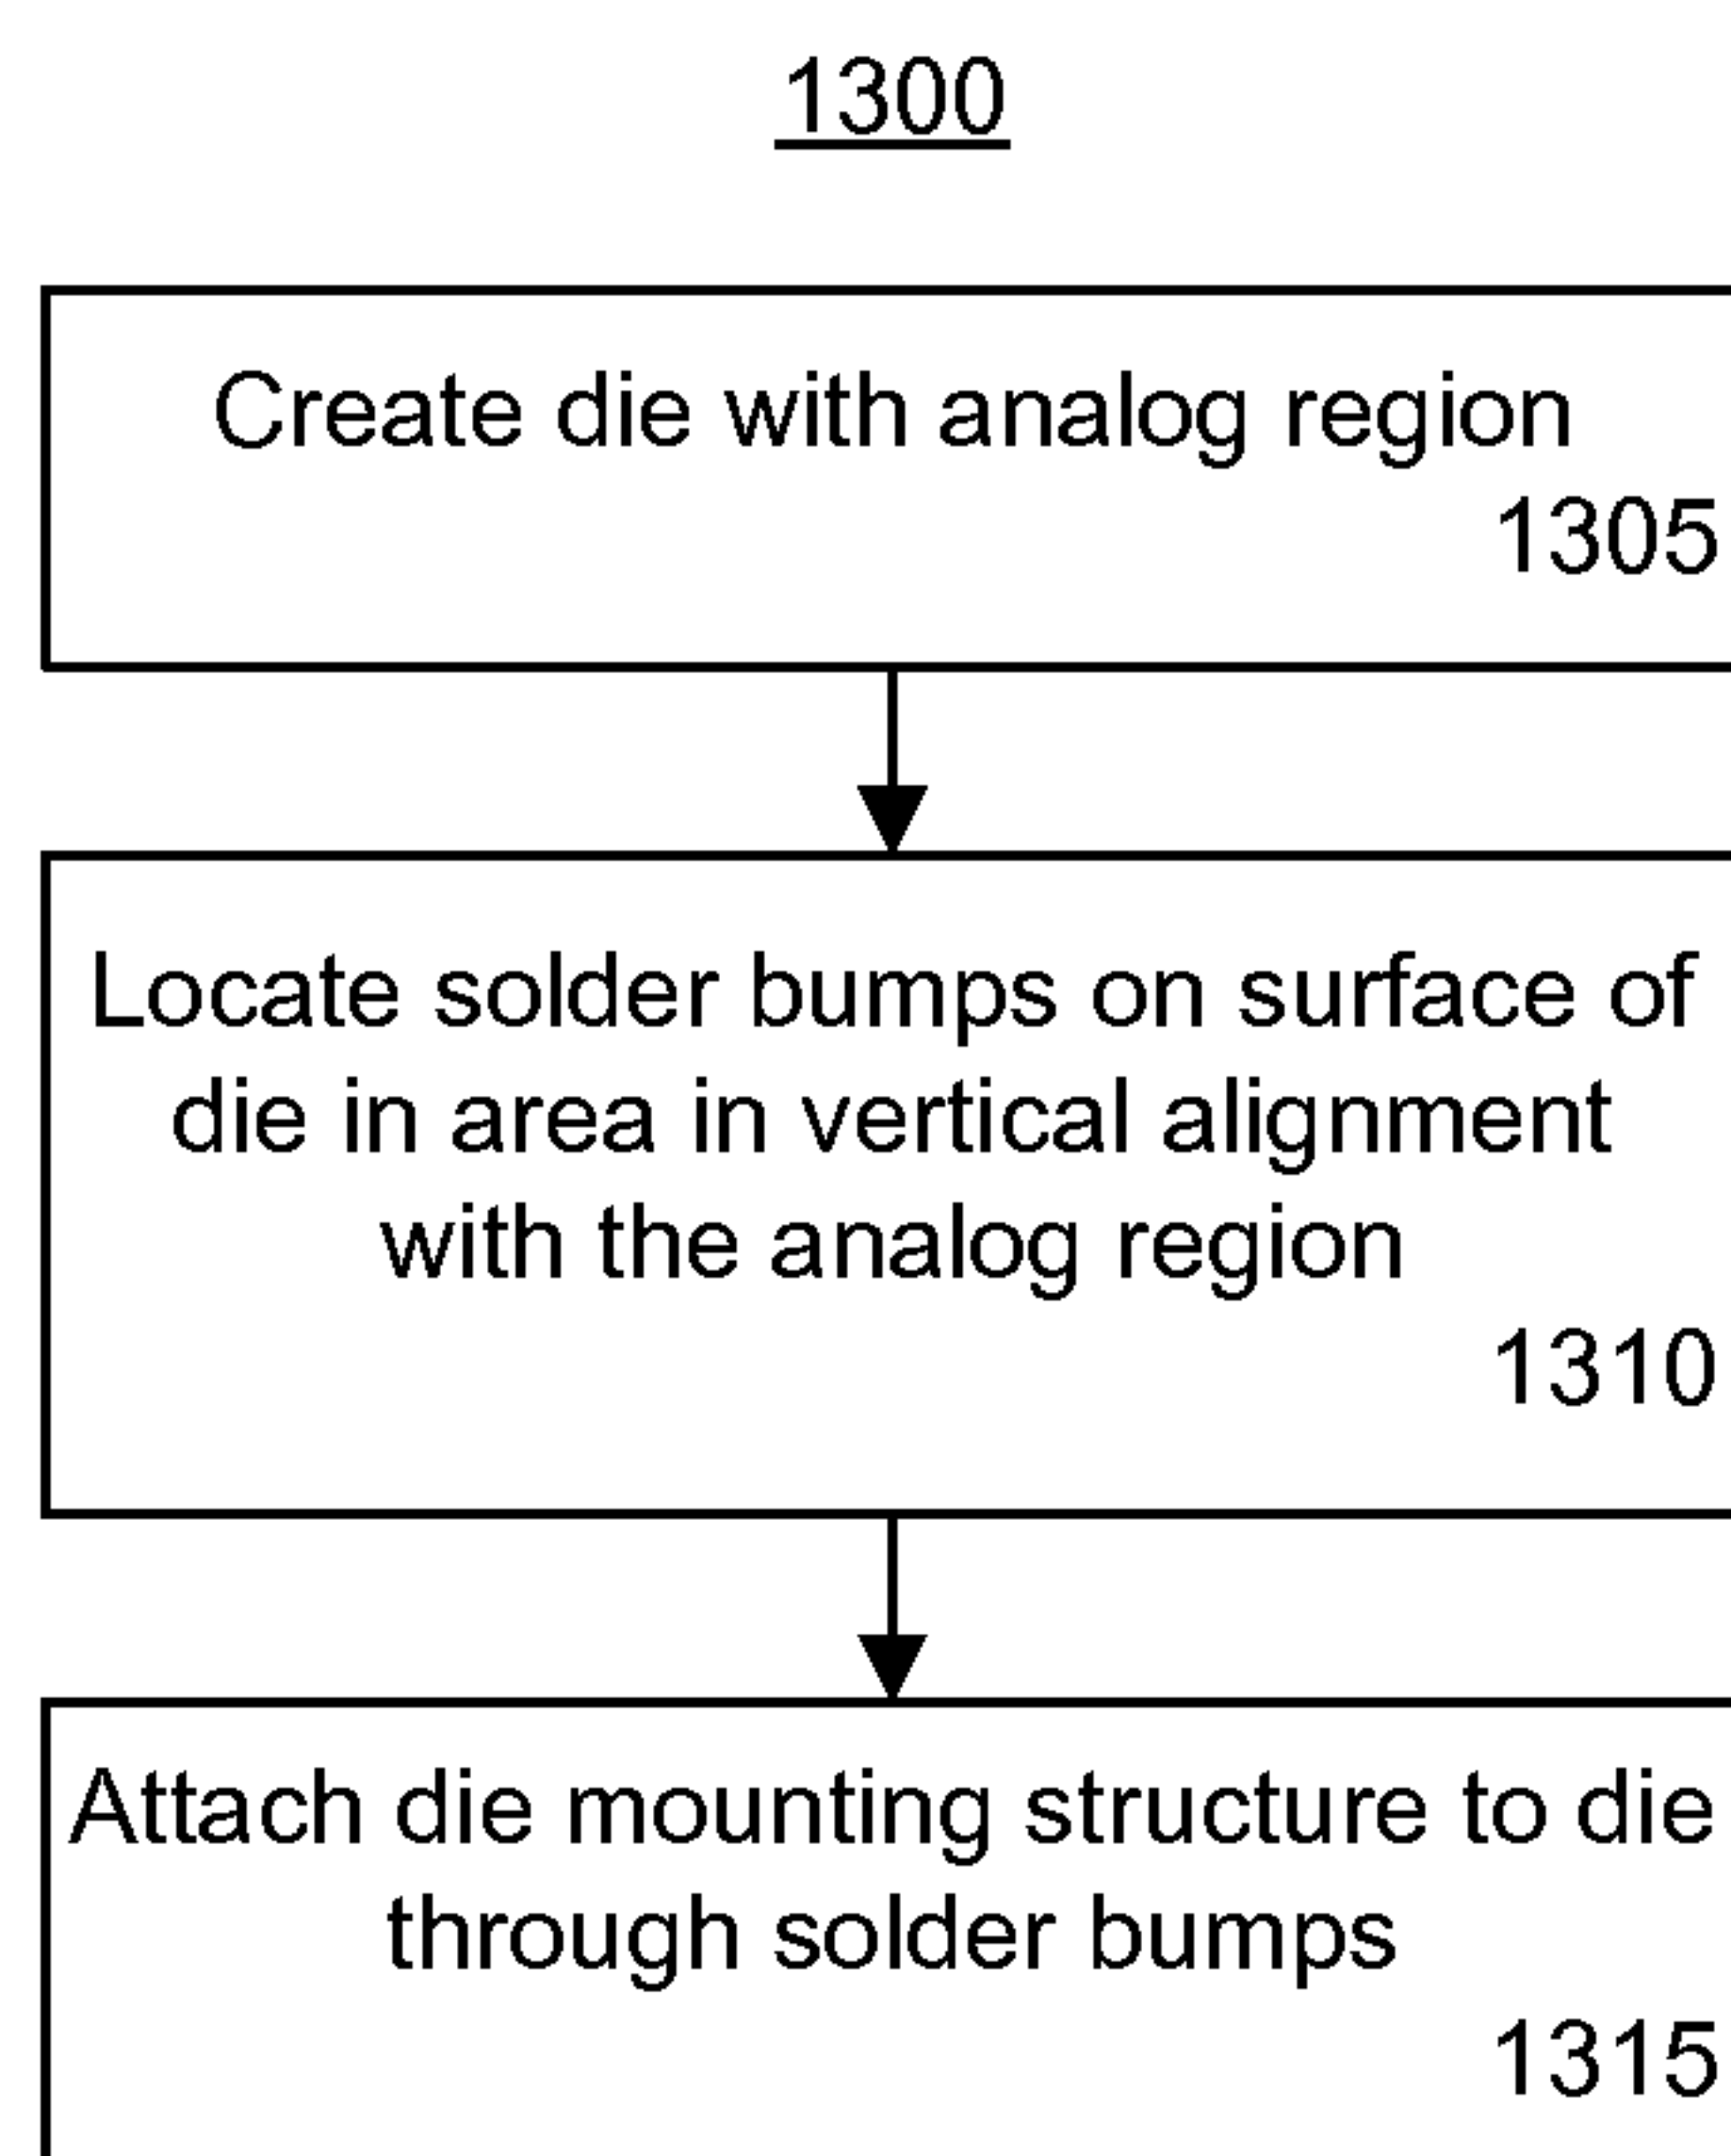 1300
Create die with analog region
1305
Locate solder bumps on surface of
die in area in vertical alignment
with the analog region
1310
Attach die mounting structure to die
through solder bumps
1315